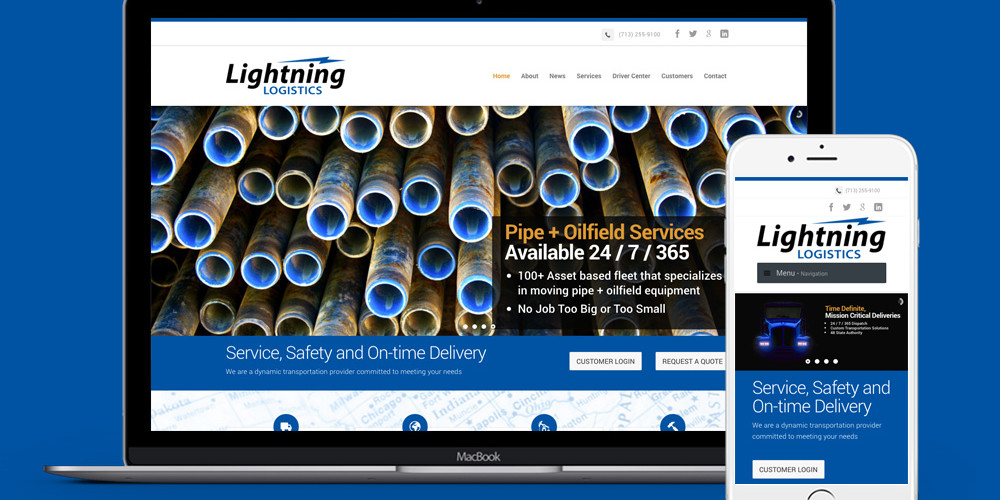 (713) 255-9100
Lightning
LOGISTICS
Home About News Services Driver Center Customers Contact
Pipe + Oilfield Services
Available 24 / 7 / 365
• 100+ Asset based fleet that specializes
in moving pipe + oilfield equipment
• No Job Too Big or Too Small
Service, Safety and On-time Delivery
We are a dynamic transportation provider committed to meeting your needs
CUSTOMER LOGIN
REQUEST A QUOTE
Dakota
Milwaukee
Chicago
Indiana
Ohio
MacBook
(713) 255-9100
Lightning
LOGISTICS
Menu - Navigation
Time Definite,
Mission Critical Deliveries
• 24 / 7 / 365 Dispatch
• Custom Transportation Solutions
• 48 State Authority
Service, Safety and
On-time Delivery
We are a dynamic transportation provider
committed to meeting your needs
CUSTOMER LOGIN